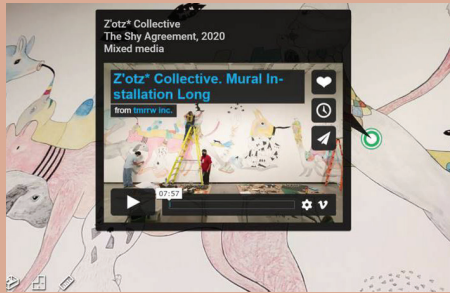 Z'otz* Collective
The Shy Agreement, 2020
Mixed media
Z'otz* Collective. Mural In-
stallation Long
from tmrrw inc.
07:57